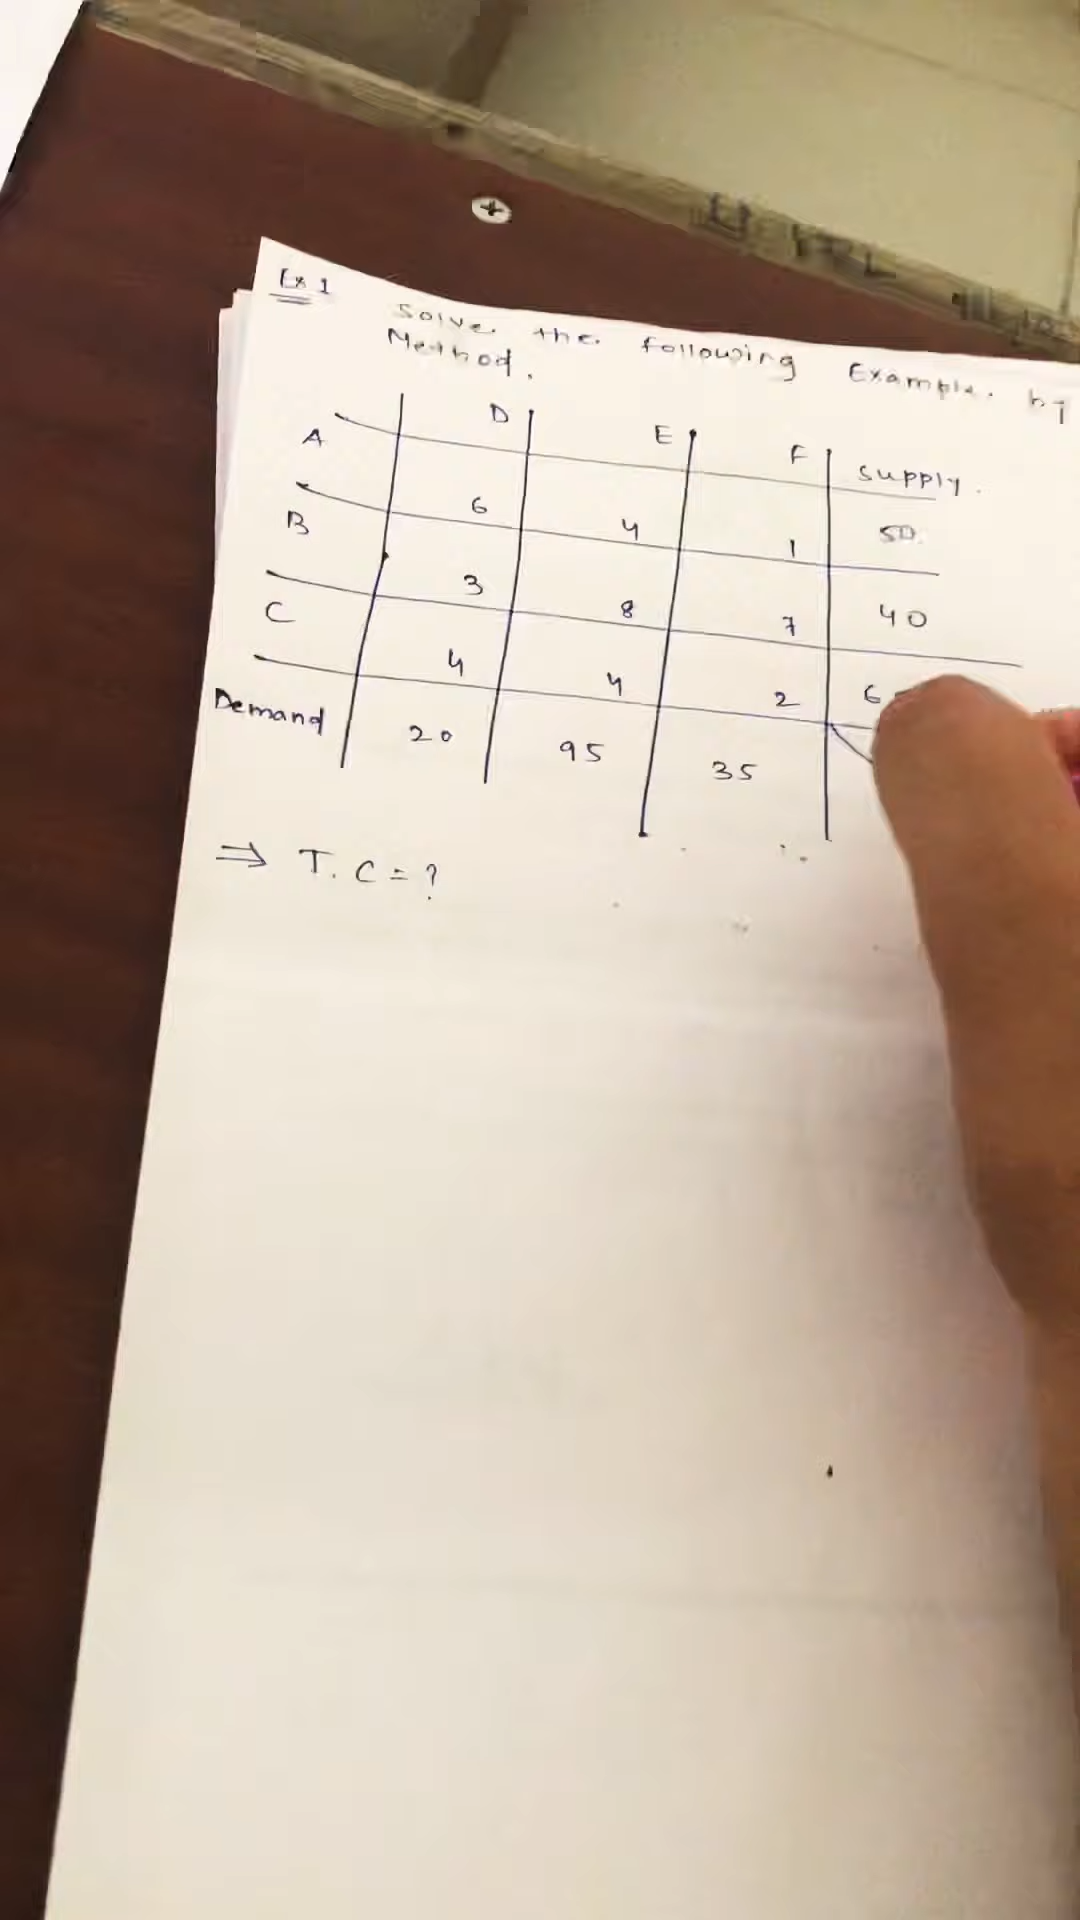 Ex 1
Solve the following Example by
Method.
D E F Supply.
A 6 4 1 50
B 3 8 7 40
C 4 4 2
Demand 20 95 35
⇒ T.C = ?